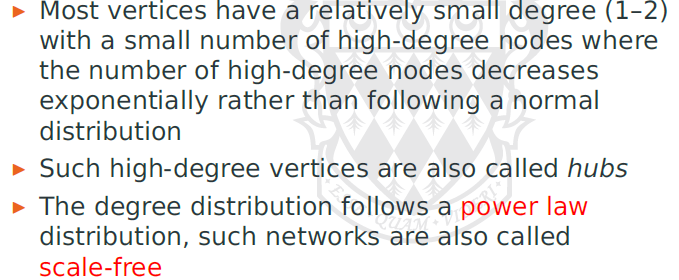 ▶ Most vertices have a relatively small degree (1–2)
with a small number of high-degree nodes where
the number of high-degree nodes decreases
exponentially rather than following a normal
distribution
▶ Such high-degree vertices are also called hubs
▶ The degree distribution follows a power law
distribution, such networks are also called
scale-free